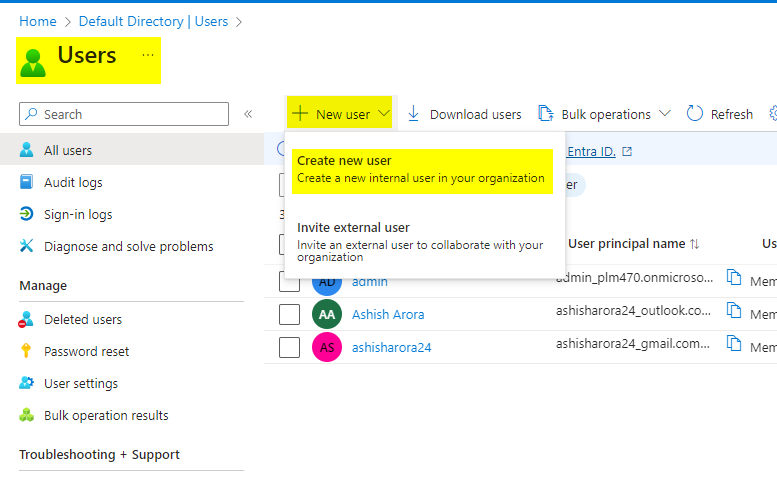 Home > Default Directory | Users >
Users ...
Search «
+ New user Download users Bulk operations Refresh
All users
Audit logs
Sign-in logs
Diagnose and solve problems
Manage
Deleted users
Password reset
User settings
Bulk operation results
Troubleshooting + Support
Create new user
Create a new internal user in your organization
Invite external user
Invite an external user to collaborate with your
organization
Entra ID.
er
3
User principal name ↑↓ Us
AD admin admin_plm470.onmicroso... Mem
AA Ashish Arora ashisharora24_outlook.co... Mem
AS ashisharora24 ashisharora24_gmail.com... Mem